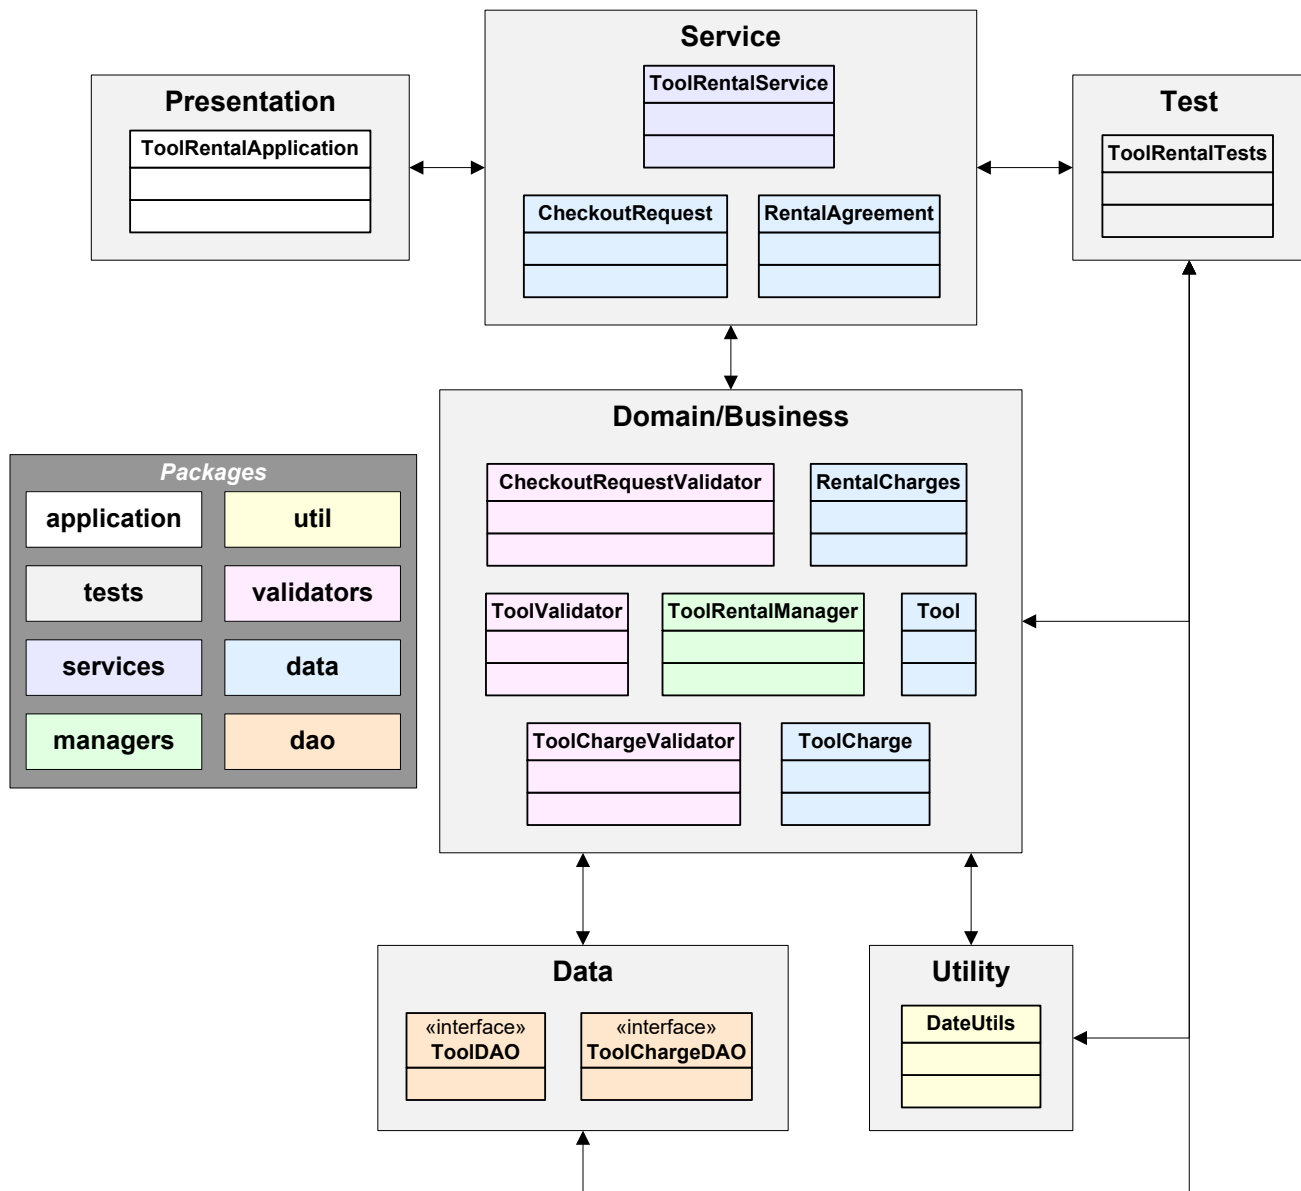 Service
ToolRentalService
CheckoutRequest
RentalAgreement
Presentation
ToolRentalApplication
Test
ToolRentalTests
Domain/Business
CheckoutRequestValidator
RentalCharges
ToolValidator
ToolRentalManager
Tool
ToolChargeValidator
ToolCharge
Packages
application
util
tests
validators
services
data
managers
dao
Data
«interface»
ToolDAO
«interface»
ToolChargeDAO
Utility
DateUtils